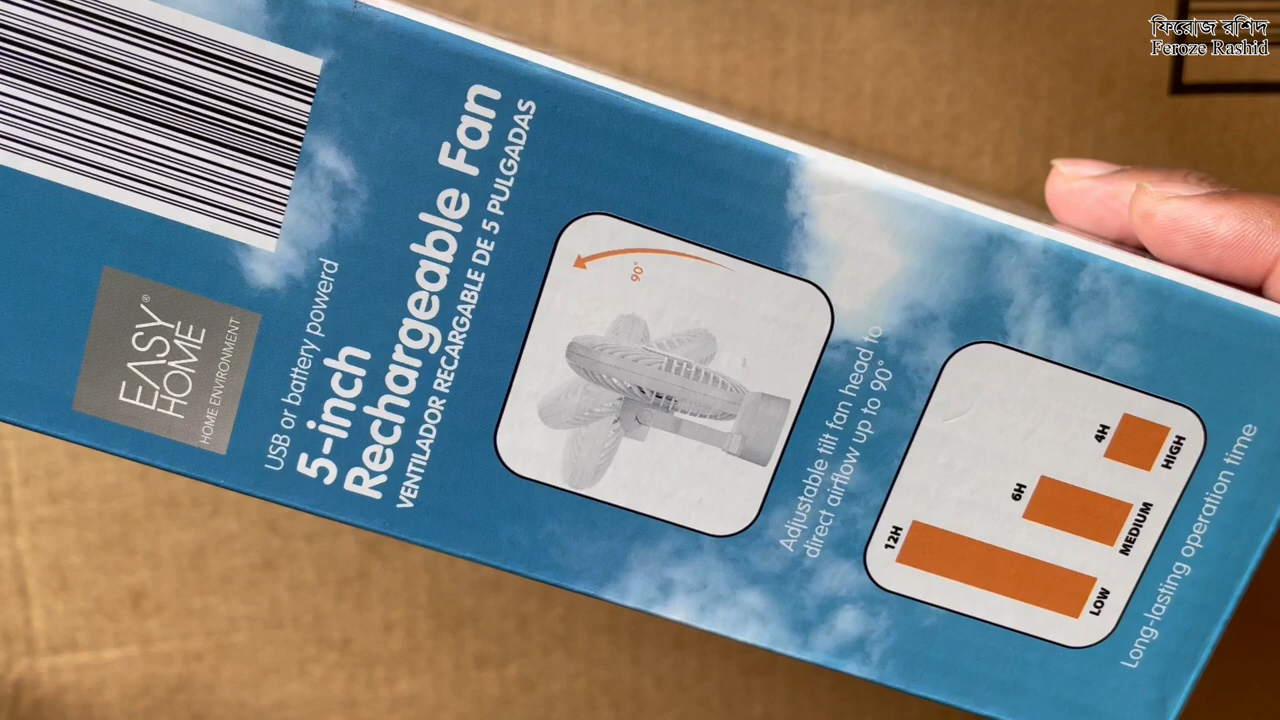 ফিরোজ রশিদ
Feroze Rashid
EASY®
HOME
HOME ENVIRONMENT
USB or battery powerd
5-inch
Rechargeable Fan
VENTILADOR RECARGABLE DE 5 PULGADAS
90°
Adjustable tilt fan head to
direct airflow up to 90°
12H
6H
4H
LOW
MEDIUM
HIGH
Long-lasting operation time